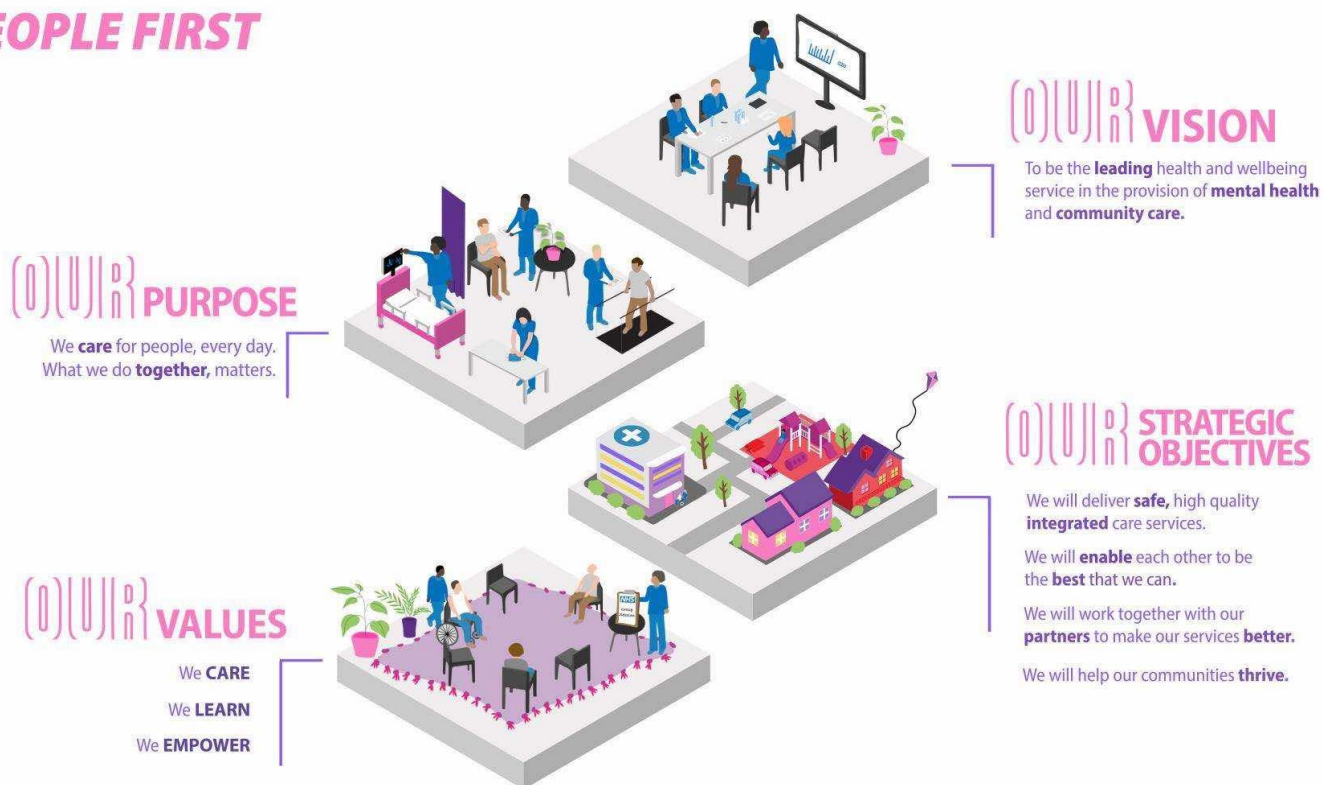 EOPLE FIRST
OUR VISION
To be the leading health and wellbeing
service in the provision of mental health
and community care.
OUR PURPOSE
We care for people, every day.
What we do together, matters.
OUR STRATEGIC
OBJECTIVES
We will deliver safe, high quality
integrated care services.
We will enable each other to be
the best that we can.
We will work together with our
partners to make our services better.
We will help our communities thrive.
OUR VALUES
We CARE
We LEARN
We EMPOWER
NHS